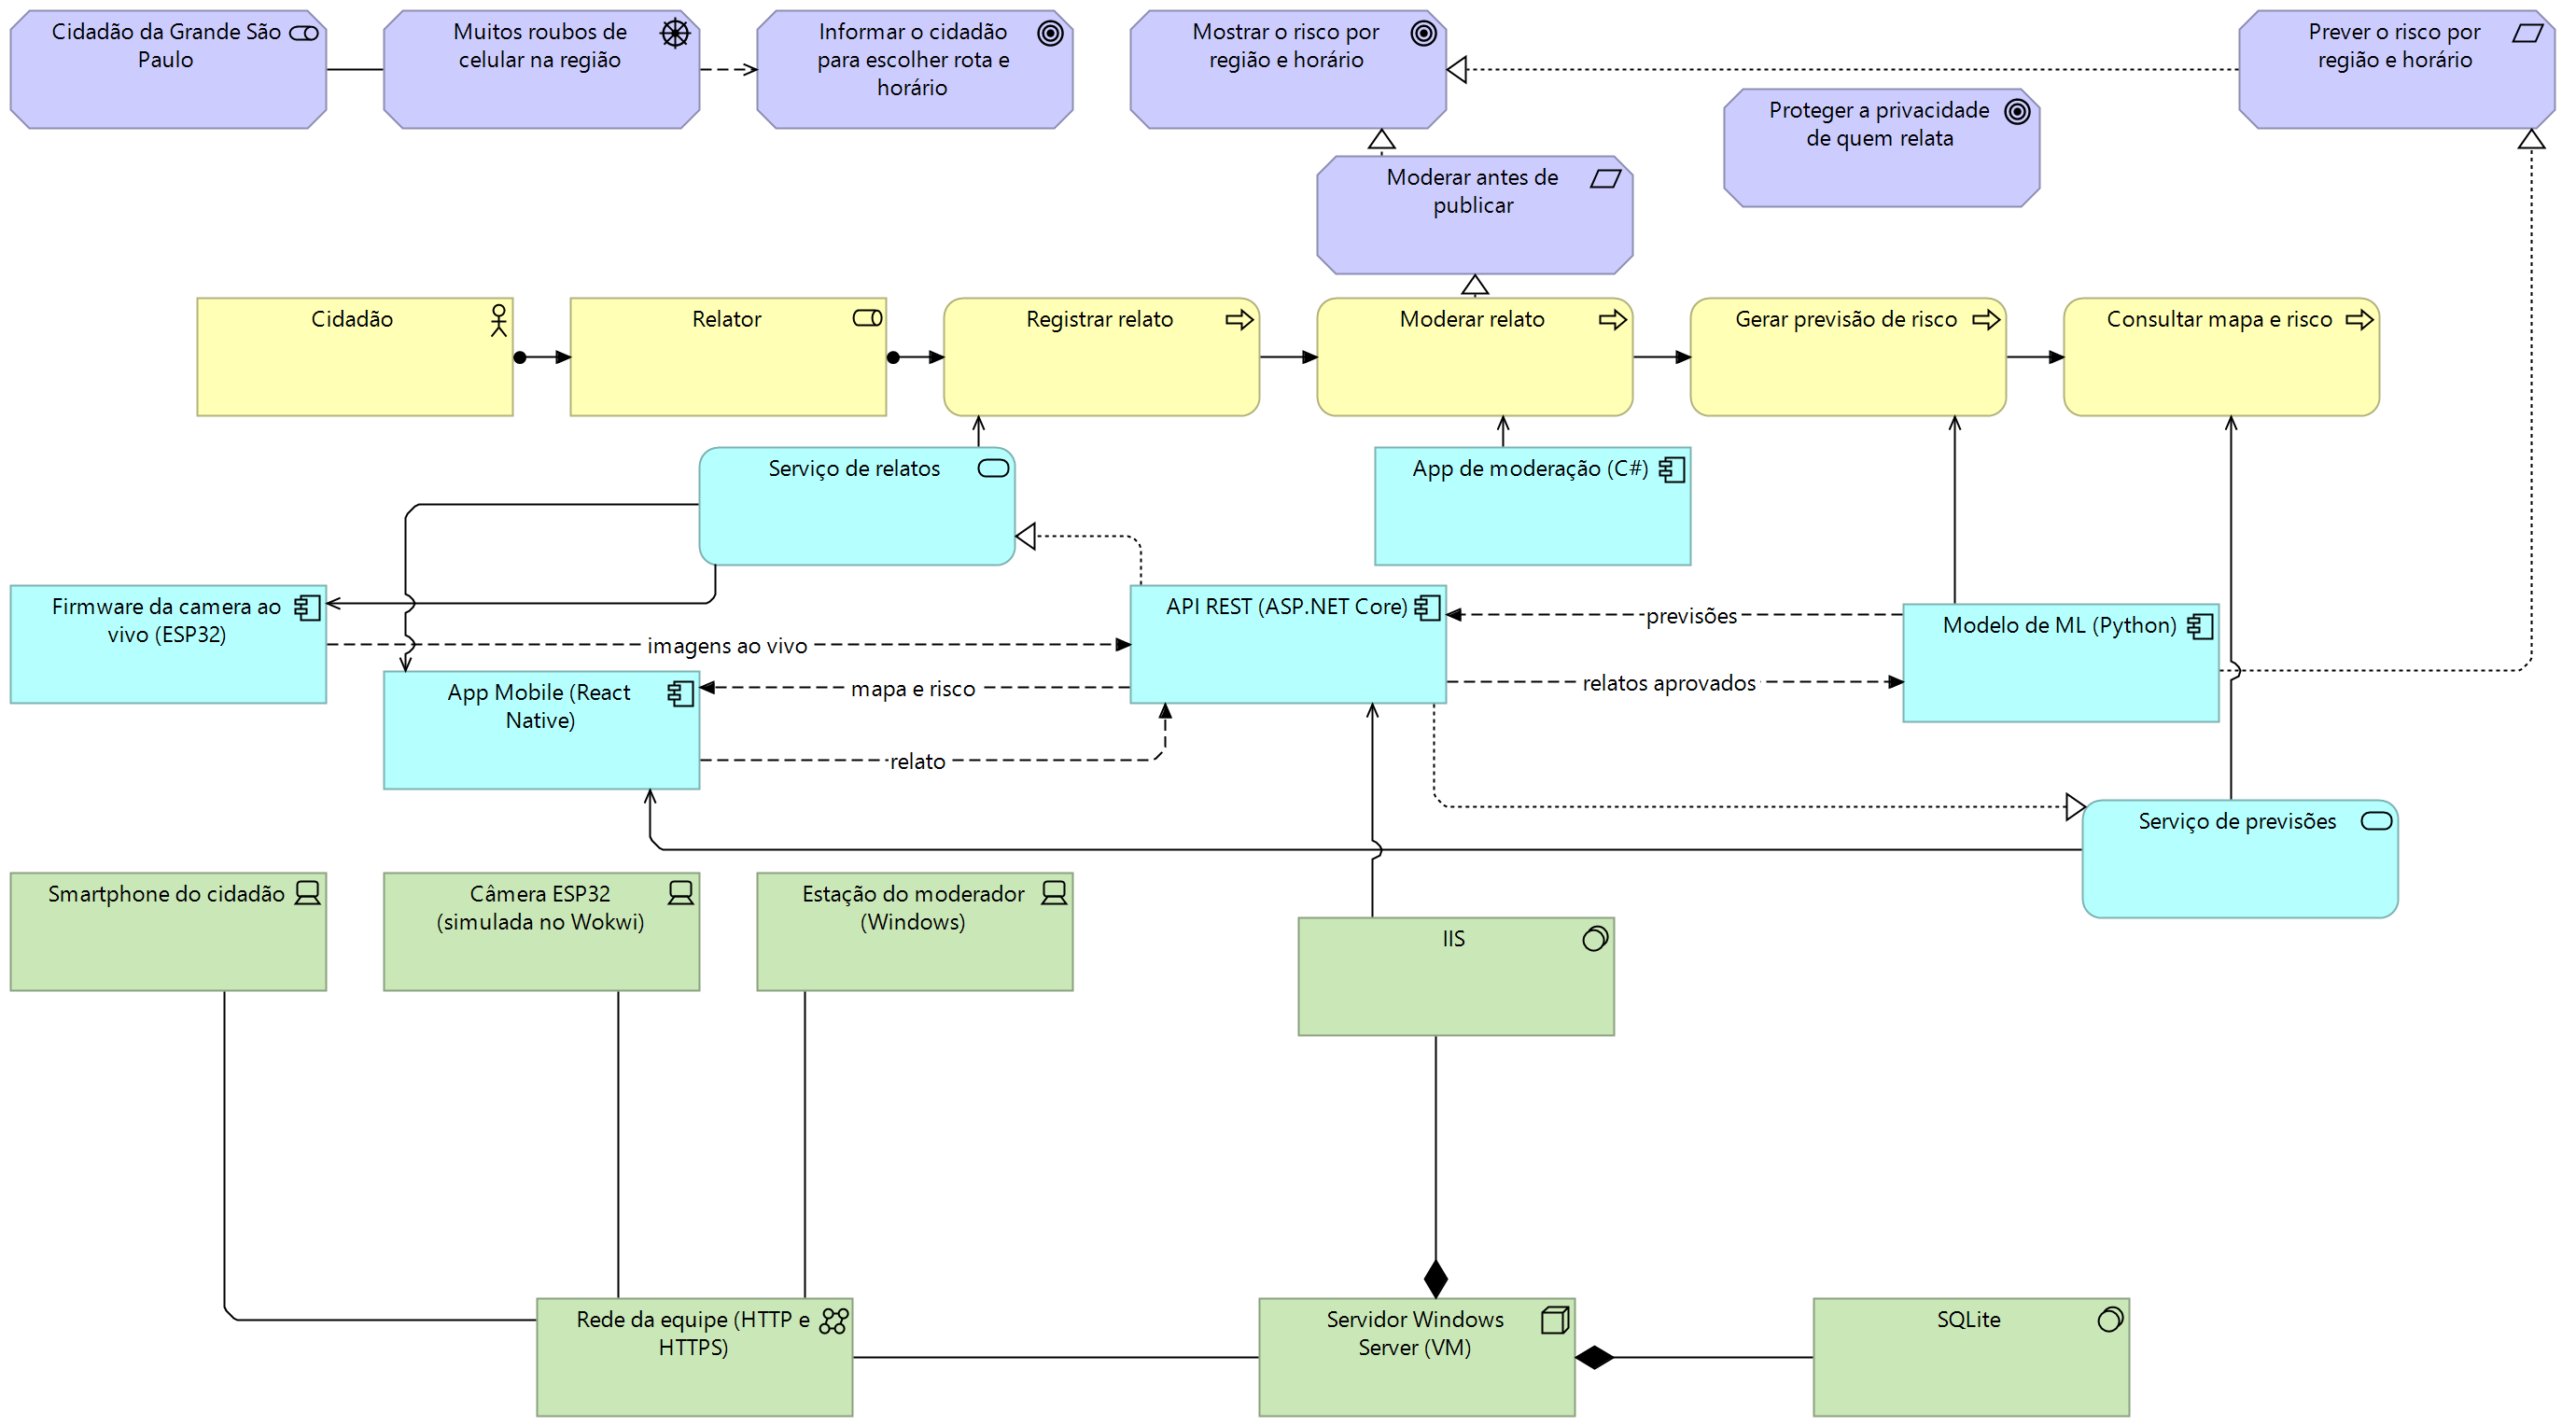 Cidadão da Grande São
Paulo
Muitos roubos de
celular na região
Informar o cidadão
para escolher rota e
horário
Mostrar o risco por
região e horário
Prever o risco por
região e horário
Proteger a privacidade
de quem relata
Moderar antes de
publicar
Cidadão
Relator
Registrar relato
Moderar relato
Gerar previsão de risco
Consultar mapa e risco
Serviço de relatos
App de moderação (C#)
Firmware da camera ao
vivo (ESP32)
API REST (ASP.NET Core)
previsões
Modelo de ML (Python)
imagens ao vivo
App Mobile (React
Native)
mapa e risco
relatos aprovados
relato
Serviço de previsões
Smartphone do cidadão
Câmera ESP32
(simulada no Wokwi)
Estação do moderador
(Windows)
IIS
Rede da equipe (HTTP e
HTTPS)
Servidor Windows
Server (VM)
SQLite